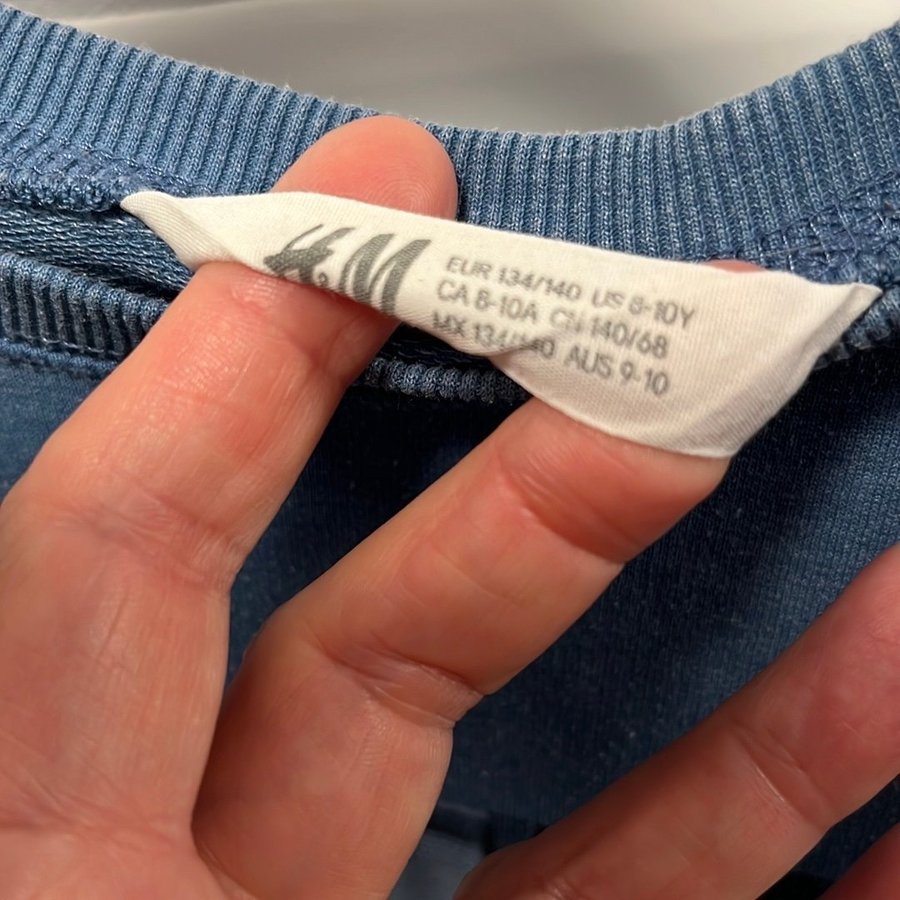 H&M
EUR 134/140 US 8-10Y
CA 8-10A CN 140/68
MX 134/140 AUS 9-10